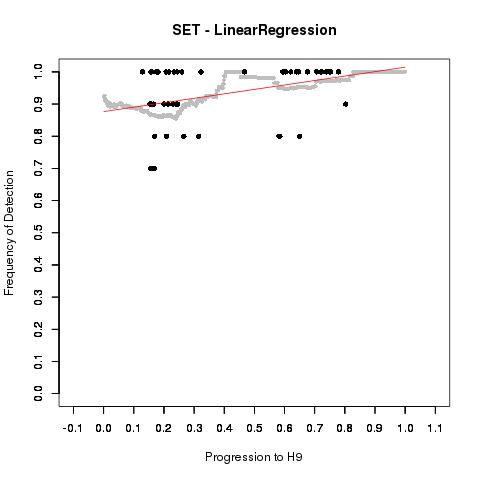 SET - LinearRegression
Frequency of Detection
1.0
0.9
0.8
0.7
0.6
0.5
0.4
0.3
0.2
0.1
0.0
-0.1 0.0 0.1 0.2 0.3 0.4 0.5 0.6 0.7 0.8 0.9 1.0 1.1
Progression to H9